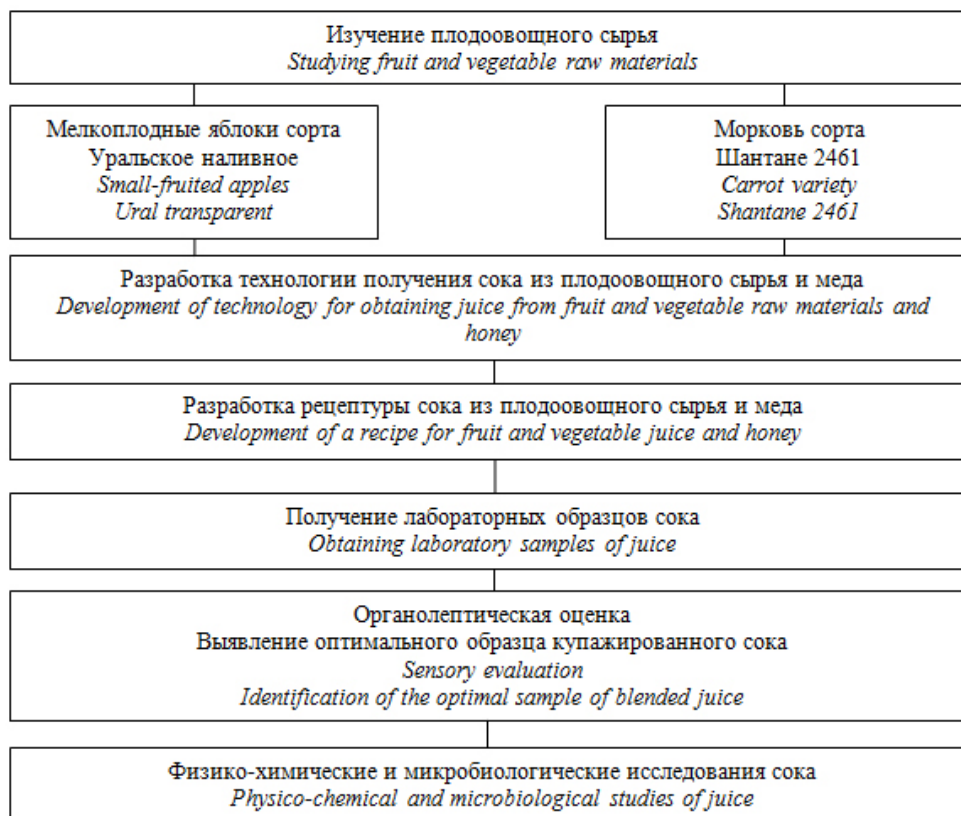 Изучение плодоовощного сырья
Studying fruit and vegetable raw materials
Мелкоплодные яблоки сорта
Уральское наливное
Small-fruited apples
Ural transparent
Морковь сорта
Шантане 2461
Carrot variety
Shantane 2461
Разработка технологии получения сока из плодоовощного сырья и меда
Development of technology for obtaining juice from fruit and vegetable raw materials and
honey
Разработка рецептуры сока из плодоовощного сырья и меда
Development of a recipe for fruit and vegetable juice and honey
Получение лабораторных образцов сока
Obtaining laboratory samples of juice
Органолептическая оценка
Выявление оптимального образца купажированного сока
Sensory evaluation
Identification of the optimal sample of blended juice
Физико-химические и микробиологические исследования сока
Physico-chemical and microbiological studies of juice